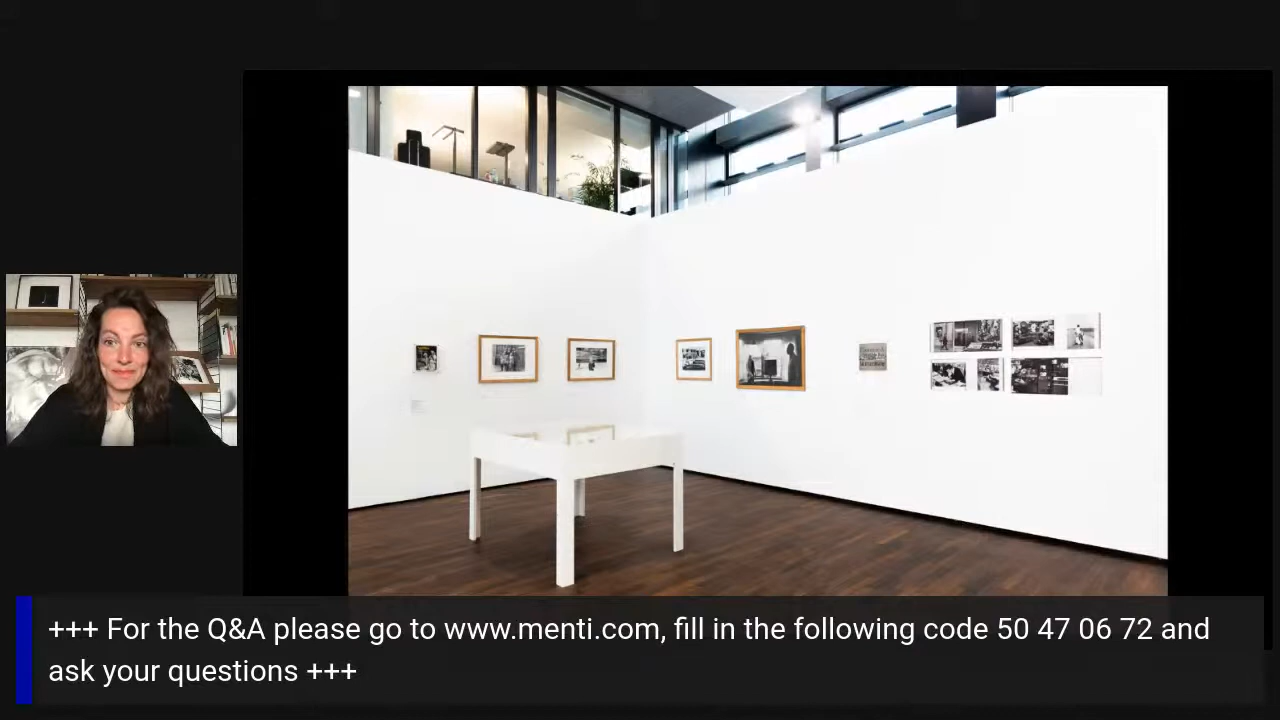 +++ For the Q&A please go to www.menti.com, fill in the following code 50 47 06 72 and
ask your questions +++